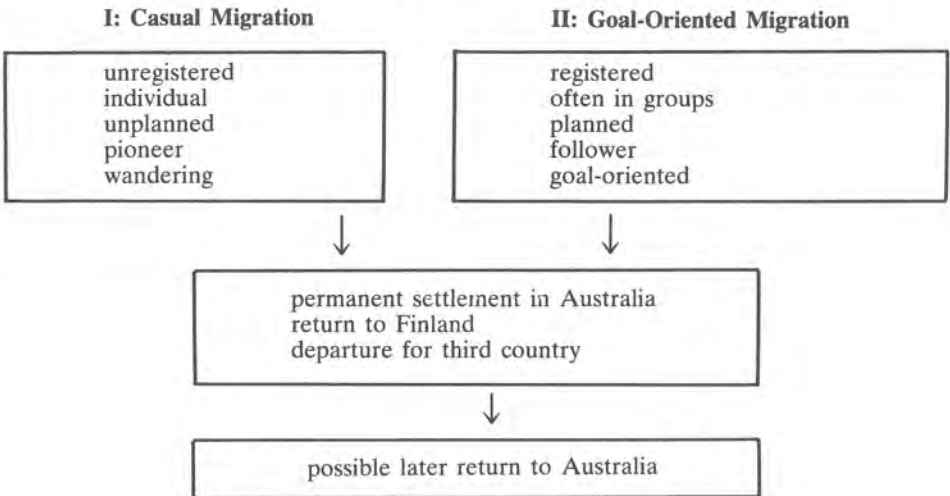 I: Casual Migration
II: Goal-Oriented Migration
unregistered
individual
unplanned
pioneer
wandering
registered
often in groups
planned
follower
goal-oriented
permanent settlement in Australia
return to Finland
departure for third country
possible later return to Australia